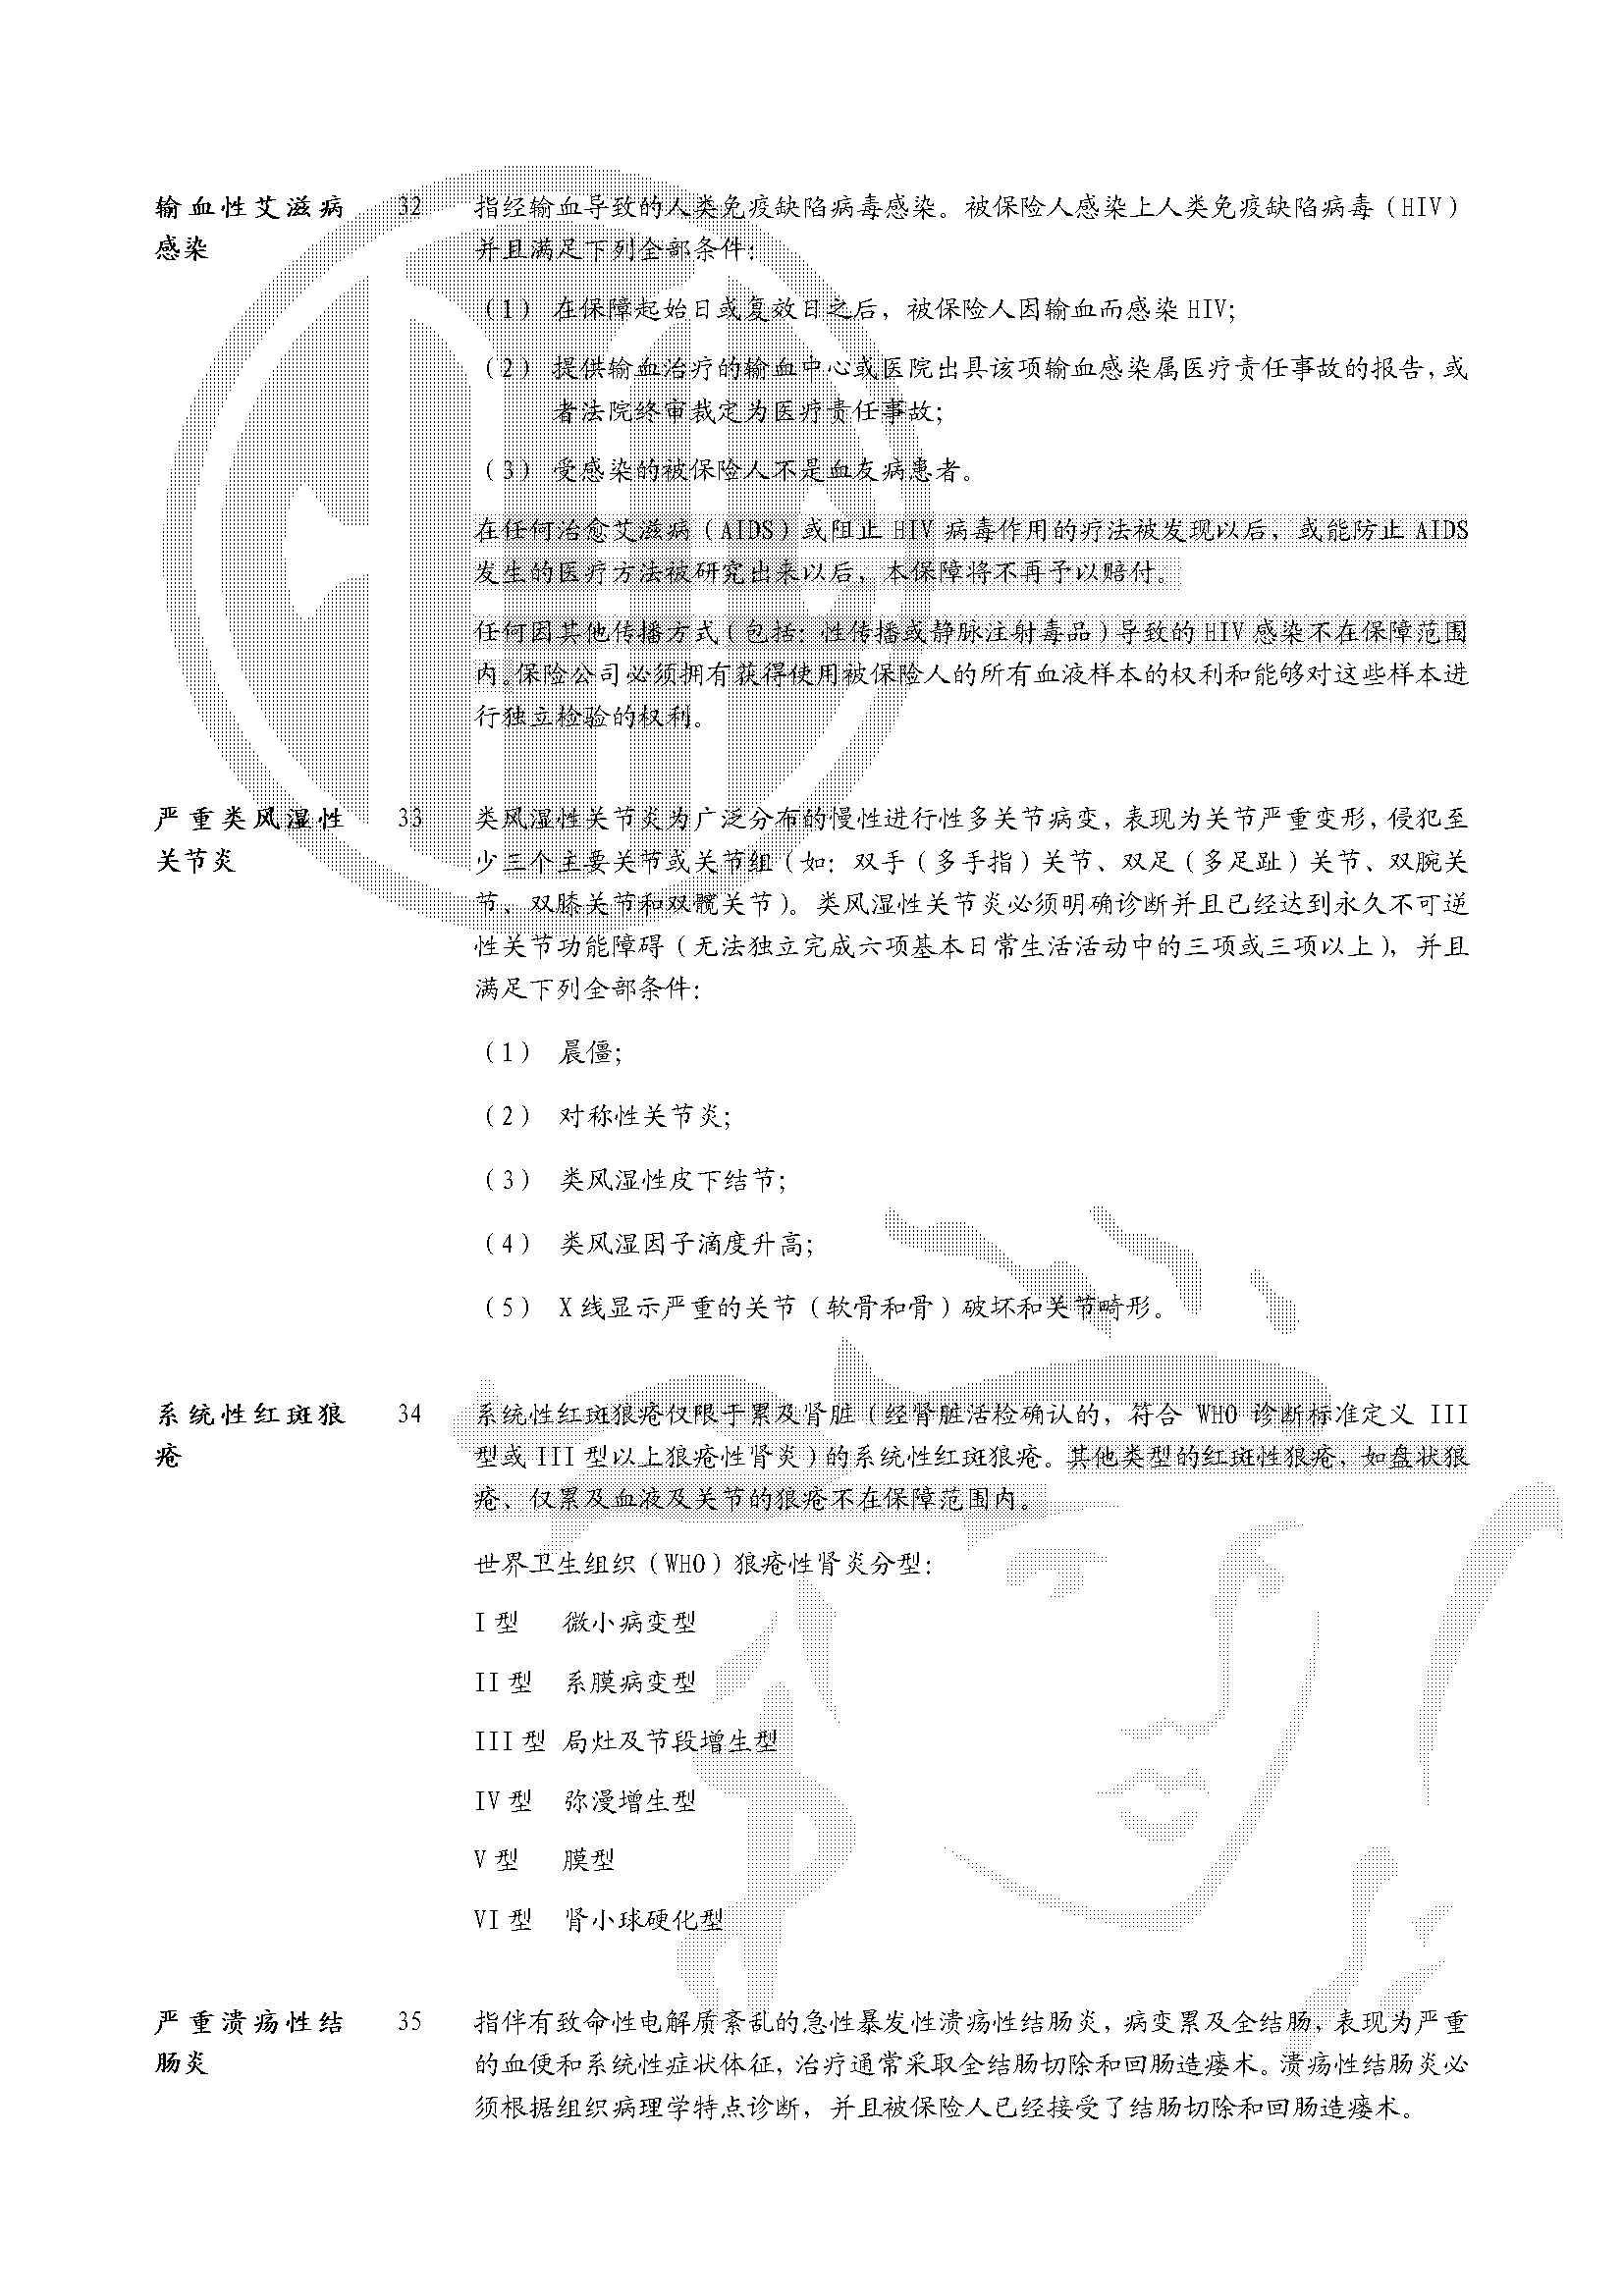 输血性艾滋病 32 指经输血导致的人类免疫缺陷病毒感染。被保险人感染上人类免疫缺陷病毒（HIV）
感染 并且满足下列全部条件：
（1） 在保障起始日或复效日之后，被保险人因输血而感染 HIV；
（2） 提供输血治疗的输血中心或医院出具该项输血感染属医疗责任事故的报告，或
者法院终审裁定为医疗责任事故；
（3） 受感染的被保险人不是血友病患者。
在任何治愈艾滋病（AIDS）或阻止 HIV 病毒作用的疗法被发现以后，或能防止 AIDS
发生的医疗方法被研究出来以后，本保障将不再予以赔付。
任何因其他传播方式（包括：性传播或静脉注射毒品）导致的 HIV 感染不在保障范围
内。保险公司必须拥有获得使用被保险人的所有血液样本的权利和能够对这些样本进
行独立检验的权利。
严重类风湿性 33 类风湿性关节炎为广泛分布的慢性进行性多关节病变，表现为关节严重变形，侵犯至
关节炎 少三个主要关节或关节组（如：双手（多手指）关节、双足（多足趾）关节、双腕关
节、双膝关节和双髋关节）。类风湿性关节炎必须明确诊断并且已经达到永久不可逆
性关节功能障碍（无法独立完成六项基本日常生活活动中的三项或三项以上），并且
满足下列全部条件：
（1） 晨僵；
（2） 对称性关节炎；
（3） 类风湿性皮下结节；
（4） 类风湿因子滴度升高；
（5） X 线显示严重的关节（软骨和骨）破坏和关节畸形。
系统性红斑狼 34 系统性红斑狼疮仅限于累及肾脏（经肾脏活检确认的，符合 WHO 诊断标准定义 III
疮 型或 III 型以上狼疮性肾炎）的系统性红斑狼疮。其他类型的红斑性狼疮，如盘状狼
疮、仅累及血液及关节的狼疮不在保障范围内。
世界卫生组织（WHO）狼疮性肾炎分型：
I 型 微小病变型
II 型 系膜病变型
III 型 局灶及节段增生型
IV 型 弥漫增生型
V 型 膜型
VI 型 肾小球硬化型
严重溃疡性结 35 指伴有致命性电解质紊乱的急性暴发性溃疡性结肠炎，病变累及全结肠，表现为严重
肠炎 的血便和系统性症状体征，治疗通常采取全结肠切除和回肠造瘘术。溃疡性结肠炎必
须根据组织病理学特点诊断，并且被保险人已经接受了结肠切除和回肠造瘘术。